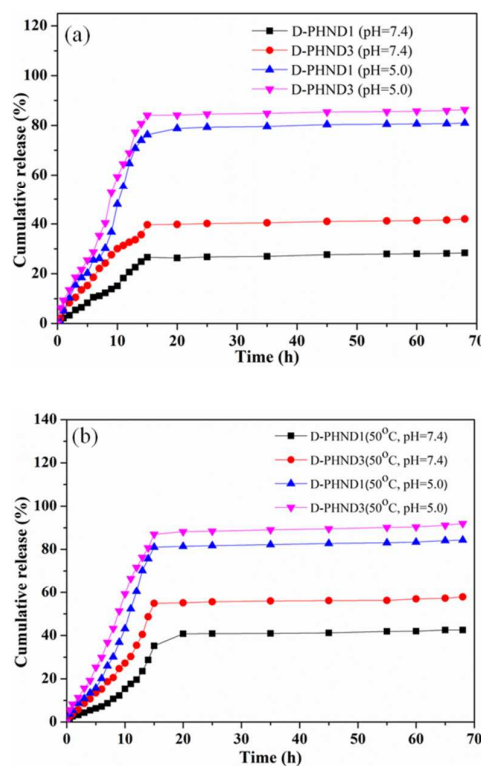 (a)
D-PHND1 (pH=7.4)
D-PHND3 (pH=7.4)
D-PHND1 (pH=5.0)
D-PHND3 (pH=5.0)
Cumulative release (%)
120
100
80
60
40
20
0
0 10 20 30 40 50 60 70
Time (h)
(b)
D-PHND1(50°C, pH=7.4)
D-PHND3(50°C, pH=7.4)
D-PHND1(50°C, pH=5.0)
D-PHND3(50°C, pH=5.0)
Cumulative release (%)
140
120
100
80
60
40
20
0
0 10 20 30 40 50 60 70
Time (h)